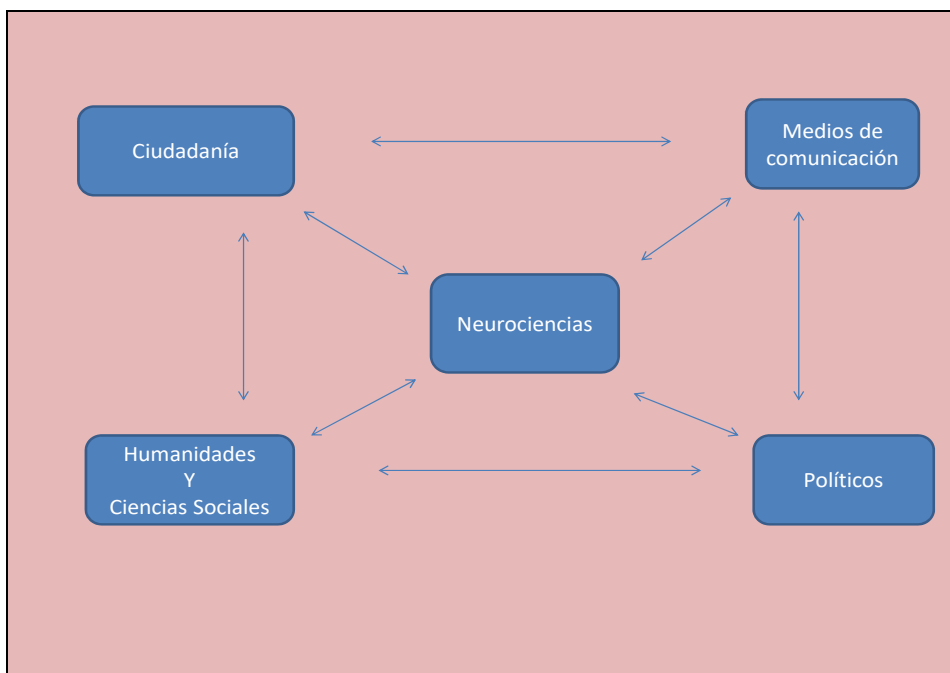 Ciudadanía
Medios de
comunicación
Neurociencias
Humanidades
Y
Ciencias Sociales
Políticos